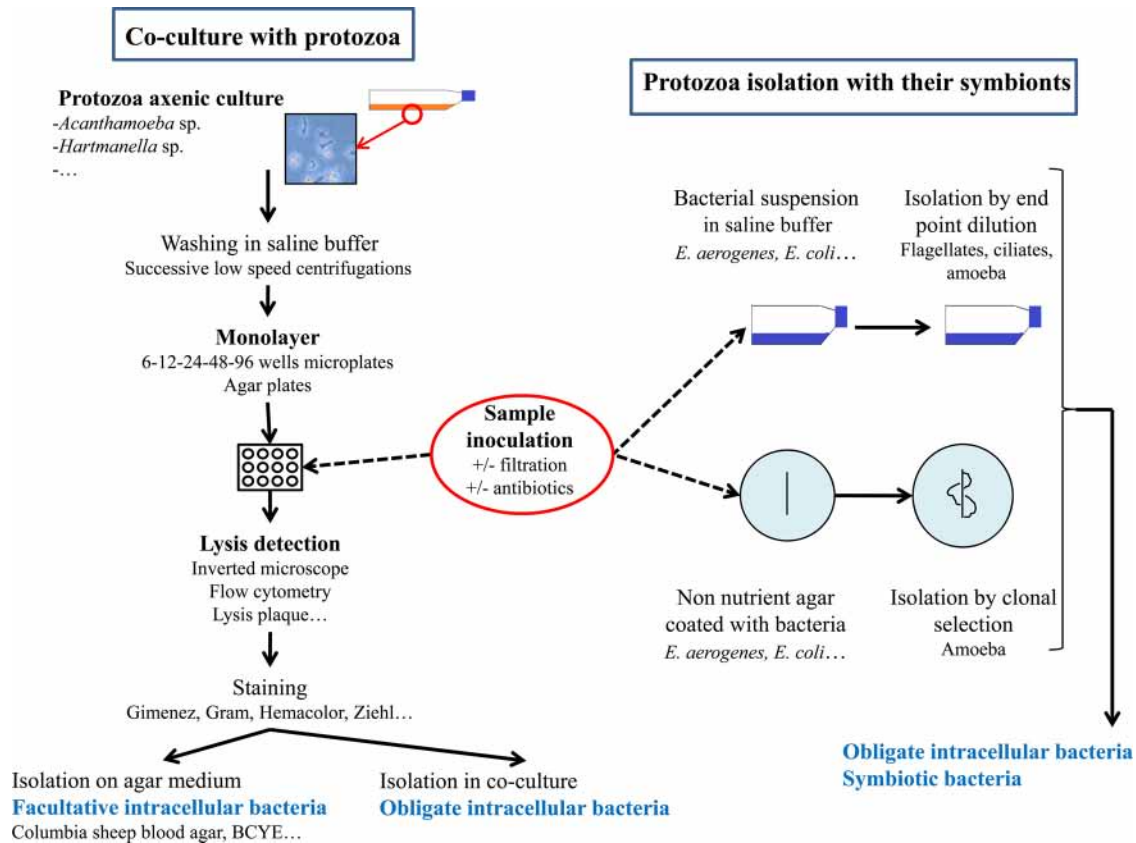 Co-culture with protozoa
Protozoa axenic culture
-Acanthamoeba sp.
-Hartmanella sp.
-…
Washing in saline buffer
Successive low speed centrifugations
Monolayer
6-12-24-48-96 wells microplates
Agar plates
Lysis detection
Inverted microscope
Flow cytometry
Lysis plaque…
Staining
Gimenez, Gram, Hemacolor, Ziehl…
Isolation on agar medium
Facultative intracellular bacteria
Columbia sheep blood agar, BCYE…
Isolation in co-culture
Obligate intracellular bacteria
Sample
inoculation
+/- filtration
+/- antibiotics
Protozoa isolation with their symbionts
Bacterial suspension
in saline buffer
E. aerogenes, E. coli…
Isolation by end
point dilution
Flagellates, ciliates,
amoeba
Non nutrient agar
coated with bacteria
E. aerogenes, E. coli…
Isolation by clonal
selection
Amoeba
Obligate intracellular bacteria
Symbiotic bacteria